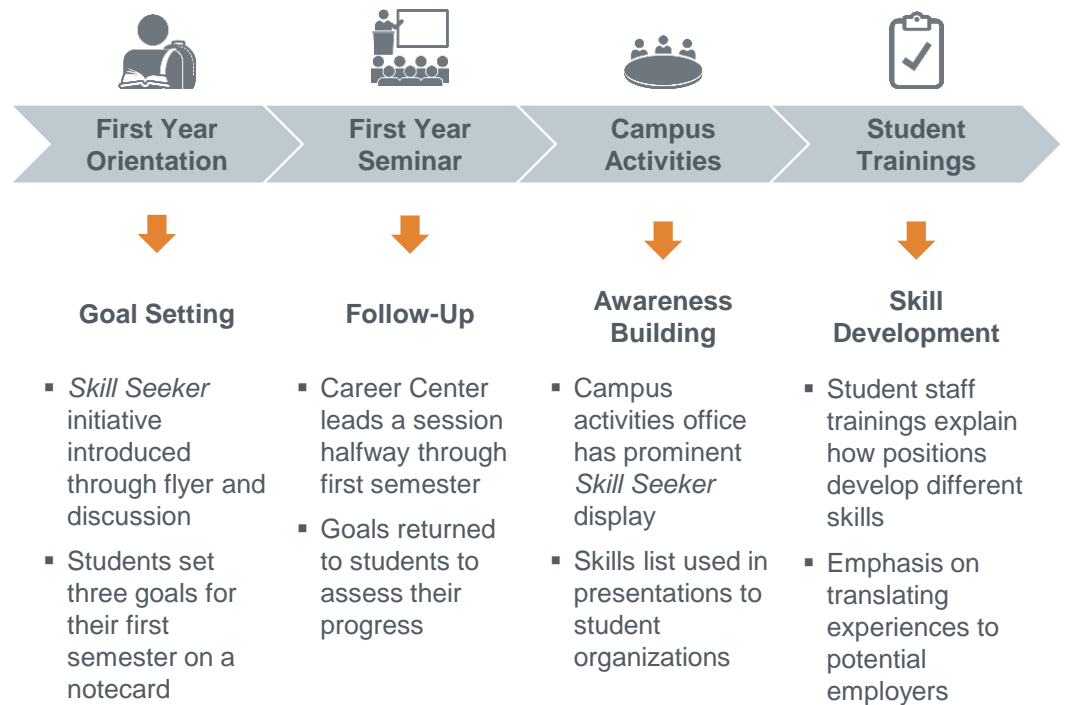 First Year
Orientation
First Year
Seminar
Campus
Activities
Student
Trainings
Goal Setting
▪ Skill Seeker
initiative
introduced
through flyer and
discussion
▪ Students set
three goals for
their first
semester on a
notecard
Follow-Up
▪ Career Center
leads a session
halfway through
first semester
▪ Goals returned
to students to
assess their
progress
Awareness
Building
▪ Campus
activities office
has prominent
Skill Seeker
display
▪ Skills list used in
presentations to
student
organizations
Skill
Development
▪ Student staff
trainings explain
how positions
develop different
skills
▪ Emphasis on
translating
experiences to
potential
employers